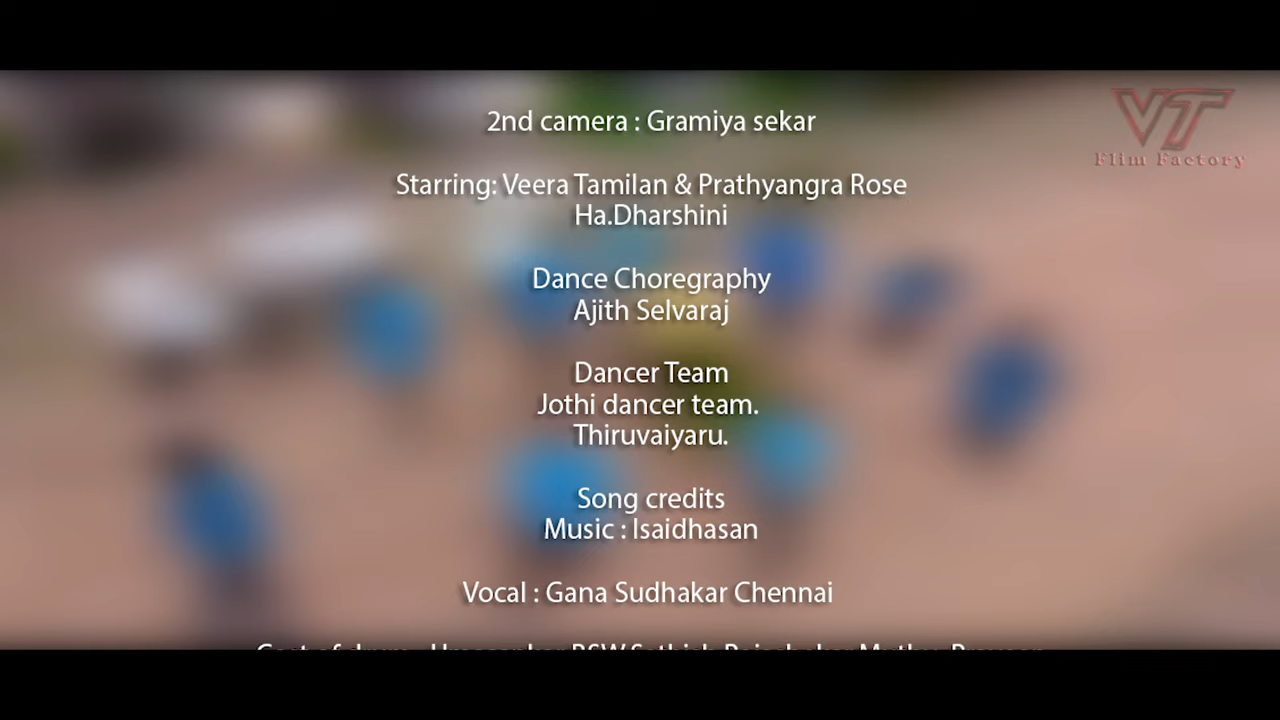 VT
Flim Factory
2nd camera : Gramiya sekar
Starring: Veera Tamilan & Prathyangra Rose
Ha.Dharshini
Dance Choregraphy
Ajith Selvaraj
Dancer Team
Jothi dancer team.
Thiruvaiyaru.
Song credits
Music : Isaidhasan
Vocal : Gana Sudhakar Chennai